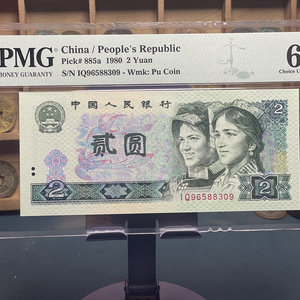 PMG
MONEY GUARANTY
China / People's Republic
Pick# 885a 1980 2 Yuan
S/N IQ96588309 - Wmk: Pu Coin
6
Choice U
中国人民银行
贰圆
2
2
IQ96588309